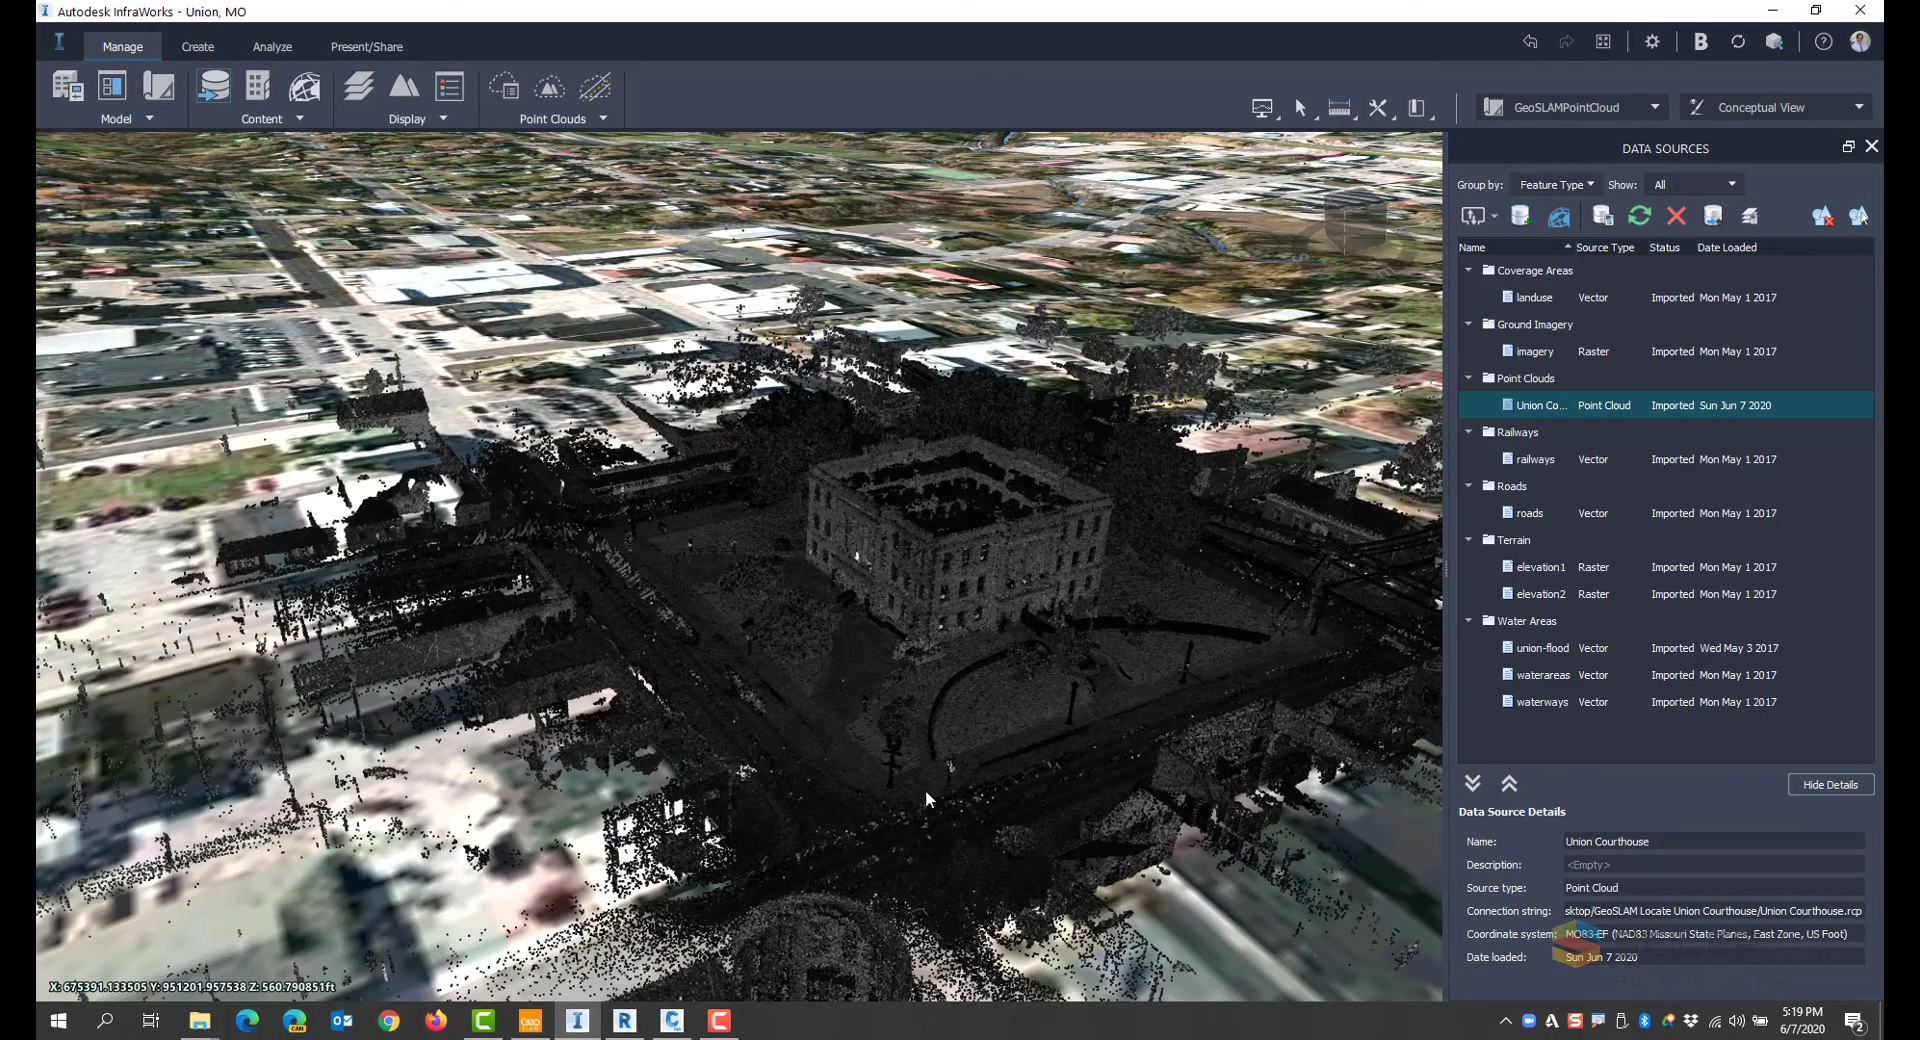 Autodesk InfraWorks - Union, MO
Manage Create Analyze Present/Share
Model Content Display Point Clouds
GeoSLAMPointCloud Conceptual View
DATA SOURCES
Group by: Feature Type Show: All
Name Source Type Status Date Loaded
Coverage Areas
landuse Vector Imported Mon May 1 2017
Ground Imagery
imagery Raster Imported Mon May 1 2017
Point Clouds
Union Co... Point Cloud Imported Sun Jun 7 2020
Railways
railways Vector Imported Mon May 1 2017
Roads
roads Vector Imported Mon May 1 2017
Terrain
elevation1 Raster Imported Mon May 1 2017
elevation2 Raster Imported Mon May 1 2017
Water Areas
union-flood Vector Imported Wed May 3 2017
waterareas Vector Imported Mon May 1 2017
waterways Vector Imported Mon May 1 2017
Hide Details
Data Source Details
Name: Union Courthouse
Description: <Empty>
Source type: Point Cloud
Connection string: sktop/GeoSLAM Locate Union Courthouse/Union Courthouse.rcp
Coordinate system: MO83-EF (NAD83 Missouri State Planes, East Zone, US Foot)
Date loaded: Sun Jun 7 2020
X: 675391.133505 Y: 951201.957538 Z: 560.790851ft
5:19 PM
6/7/2020
2